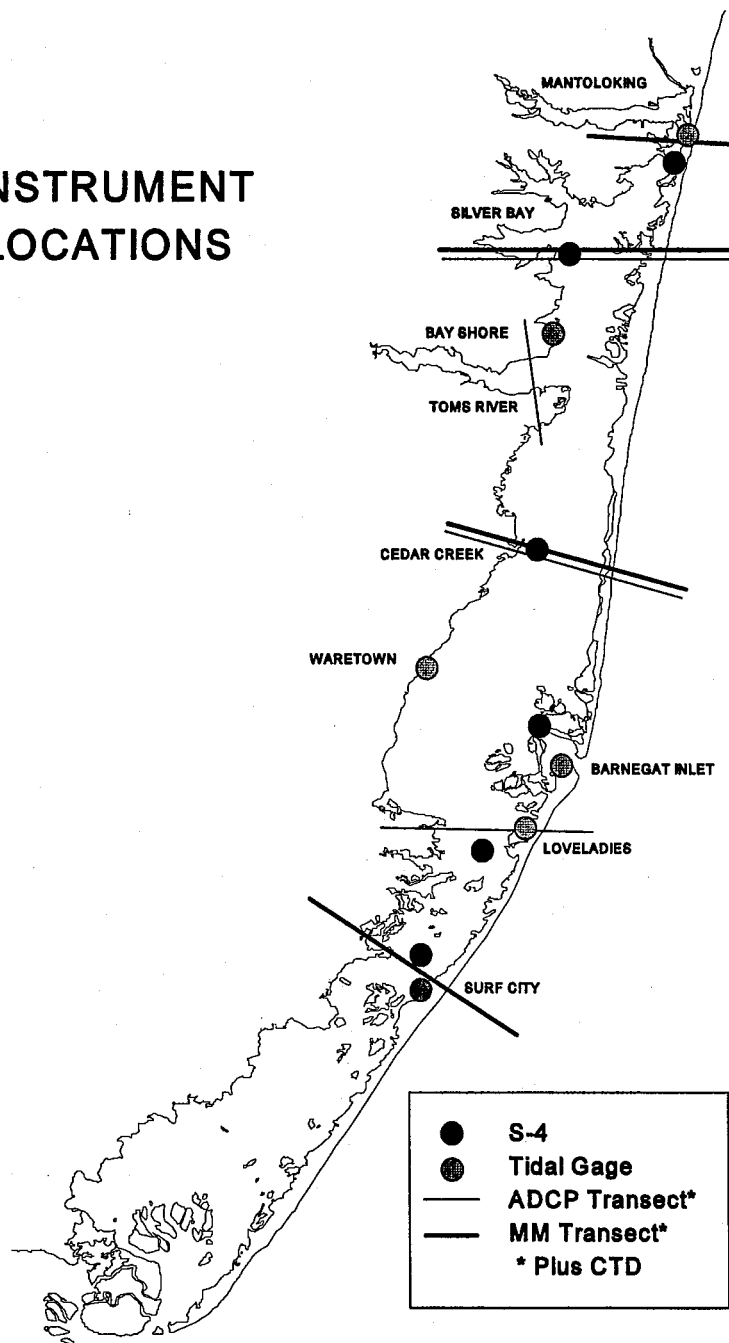 MANTOLOKING
NSTRUMENT
LOCATIONS
SILVER BAY
BAY SHORE
TOMS RIVER
CEDAR CREEK
WARETOWN
BARNEGAT INLET
LOVELADIES
SURF CITY
S-4
Tidal Gage
ADCP Transect*
MM Transect*
* Plus CTD